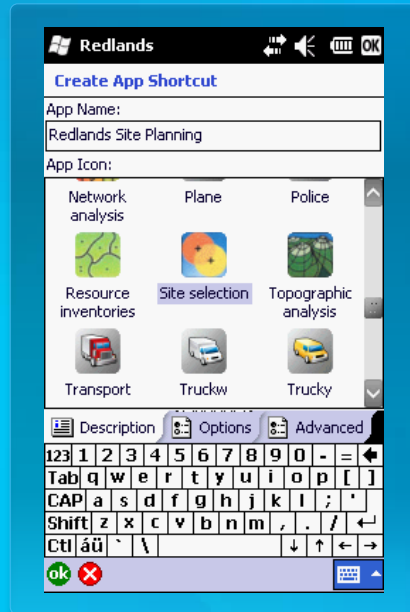 Redlands
OK
Create App Shortcut
App Name:
Redlands Site Planning
App Icon:
Network analysis
Plane
Police
Resource inventories
Site selection
Topographic analysis
Transport
Truckw
Trucky
Description
Options
Advanced
123 1 2 3 4 5 6 7 8 9 0 - =
Tab q w e r t y u i o p [ ]
CAP a s d f g h j k l ; '
Shift z x c v b n m , . /
Ctl áü ` \
ok